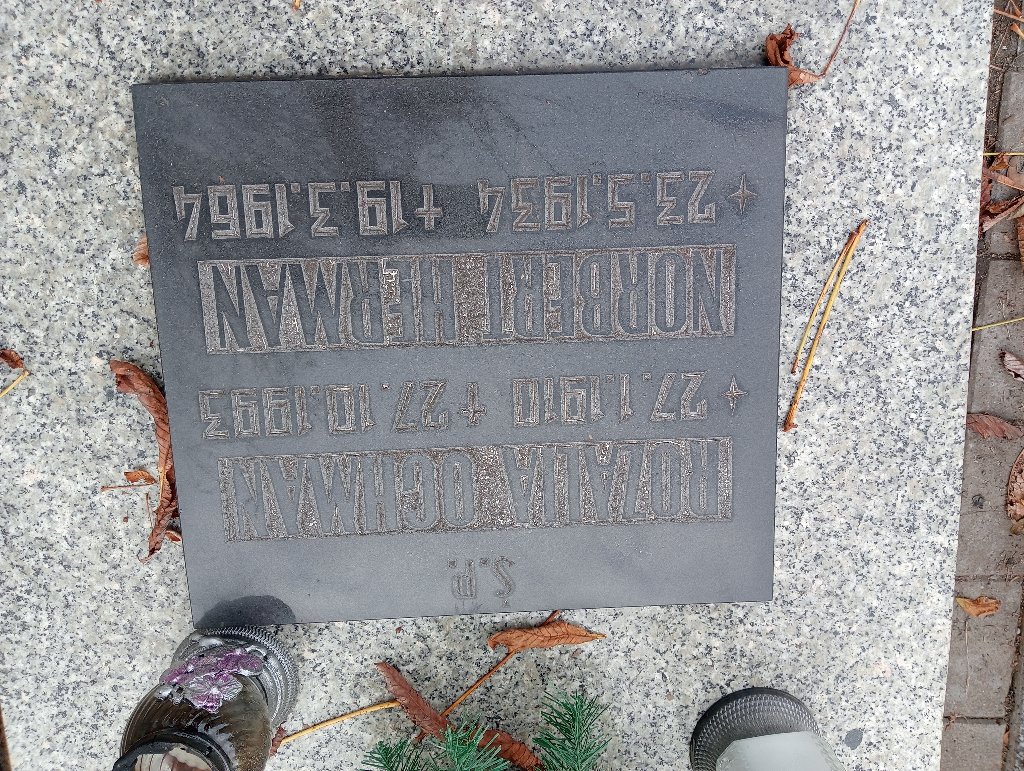 Ś.P.
ROZALIA OCHMAN
27.1.1910 27.10.1993
NORBERT HERMAN
23.5.1934 19.3.1964